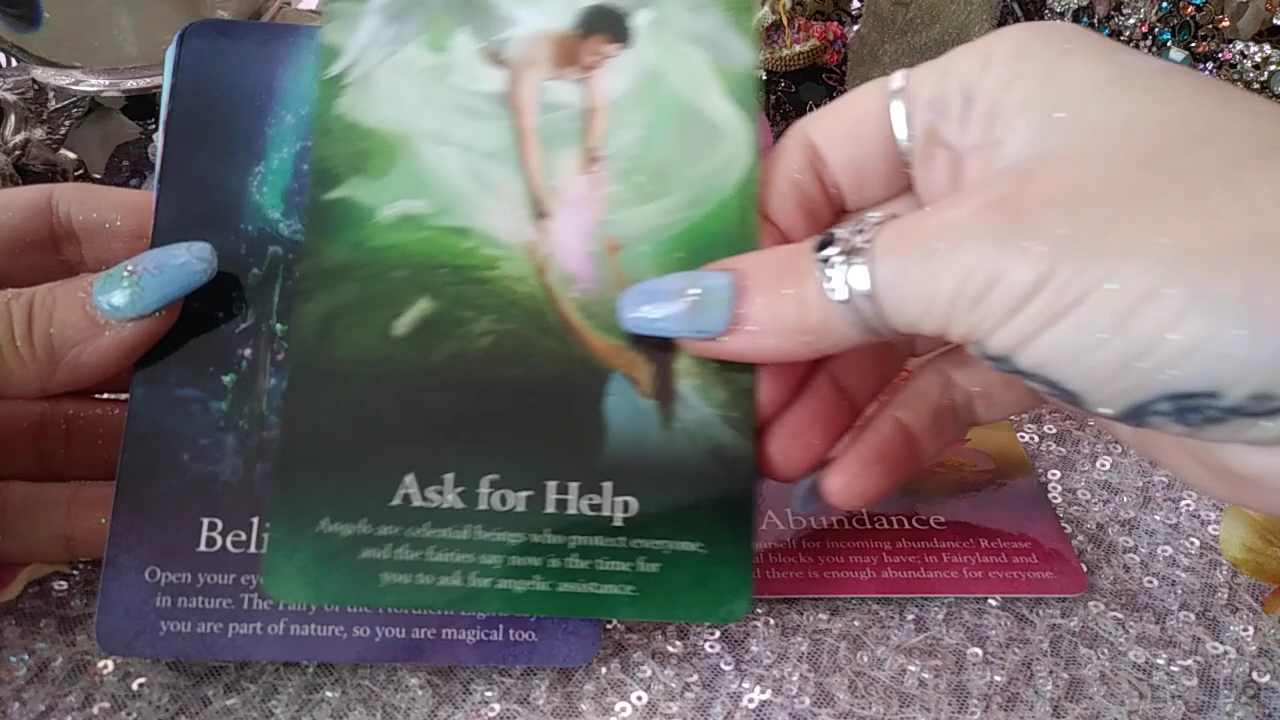 Ask for Help
Angels are celestial beings who protect everyone,
and the fairies say now is the time for
you to ask for angelic assistance.
Beli
Open your eye
in nature. The Fairy of the Northern
you are part of nature, so you are magical too.
Abundance
urself for incoming abundance! Release
l blocks you may have; in Fairyland and
d there is enough abundance for everyone.